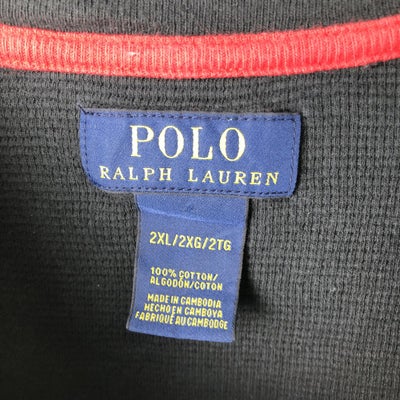 POLO
RALPH LAUREN
2XL/2XG/2TG
100% COTTON/
ALGODÓN/COTON
MADE IN CAMBODIA
HECHO EN CAMBOYA
FABRIQUÉ AU CAMBODGE